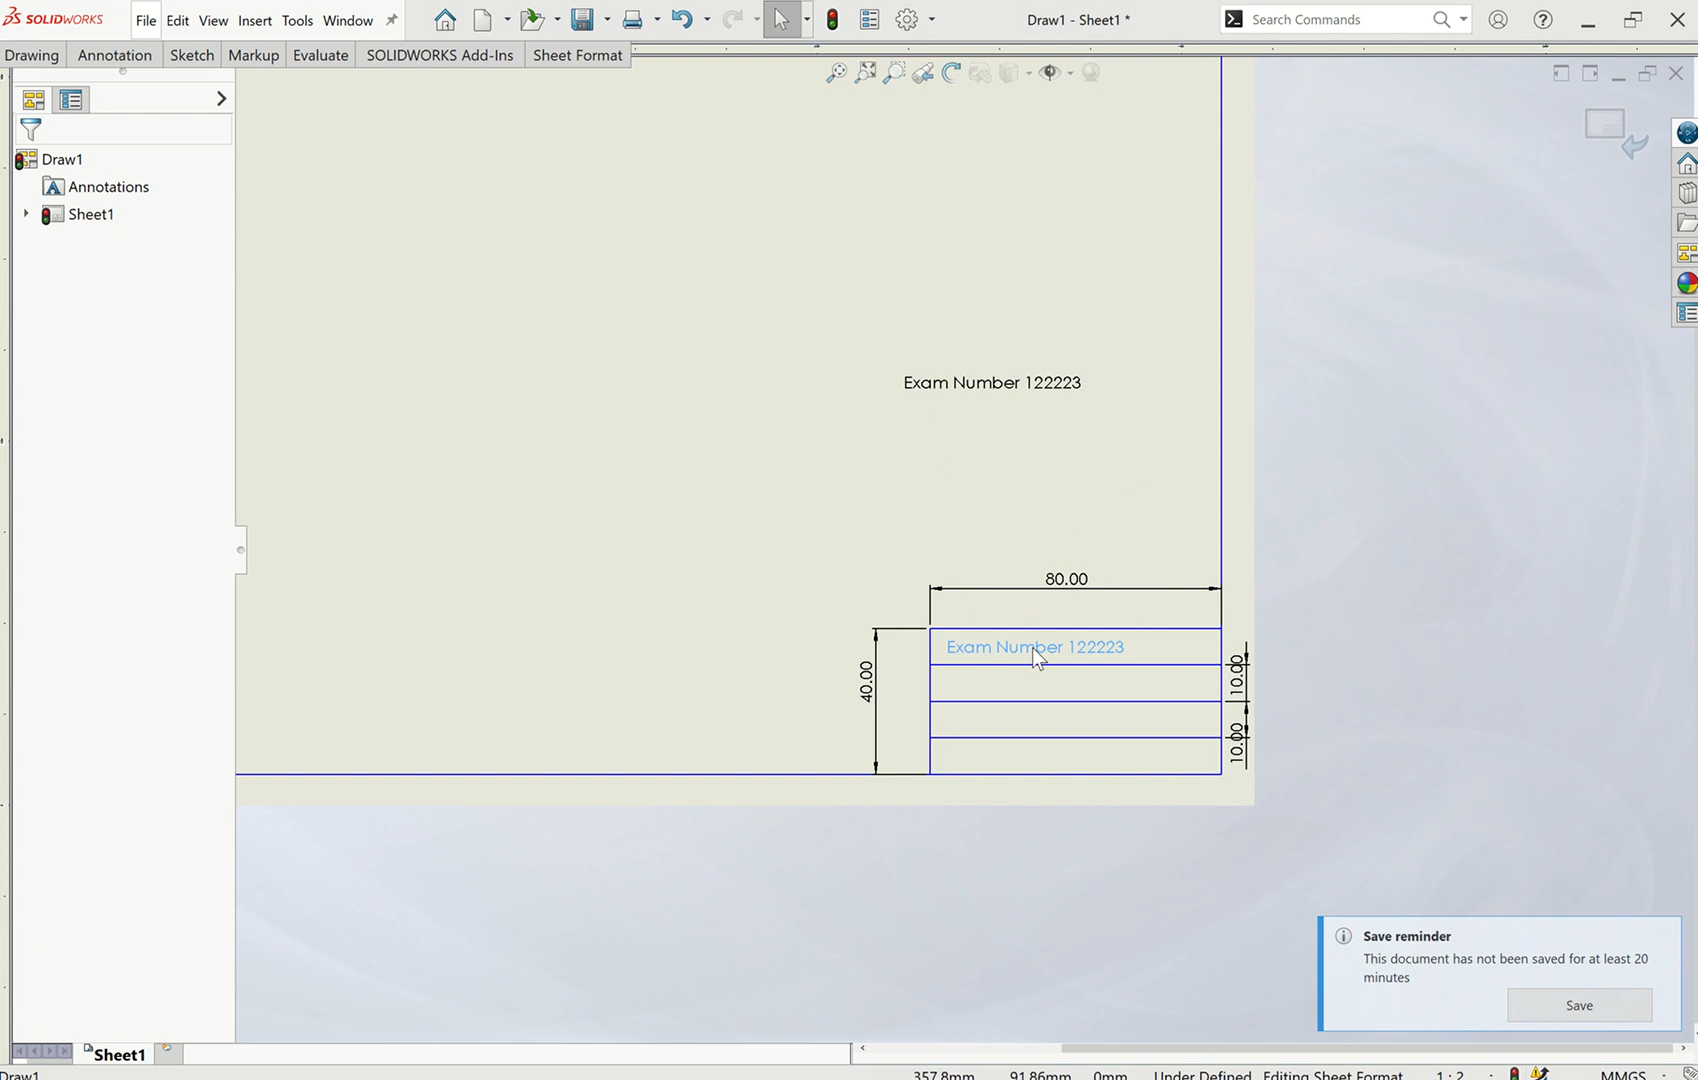 SOLIDWORKS File Edit View Insert Tools Window Draw1 - Sheet1 * Search Commands
Drawing Annotation Sketch Markup Evaluate SOLIDWORKS Add-Ins Sheet Format
Draw1
Annotations
Sheet1
Exam Number 122223
80.00
Exam Number 122223
40.00
10.00
10.00
Save reminder
This document has not been saved for at least 20
minutes
Save
Sheet1
Draw1 357.8mm 91.86mm 0mm Under Defined Editing Sheet Format 1 : 2 MMGS